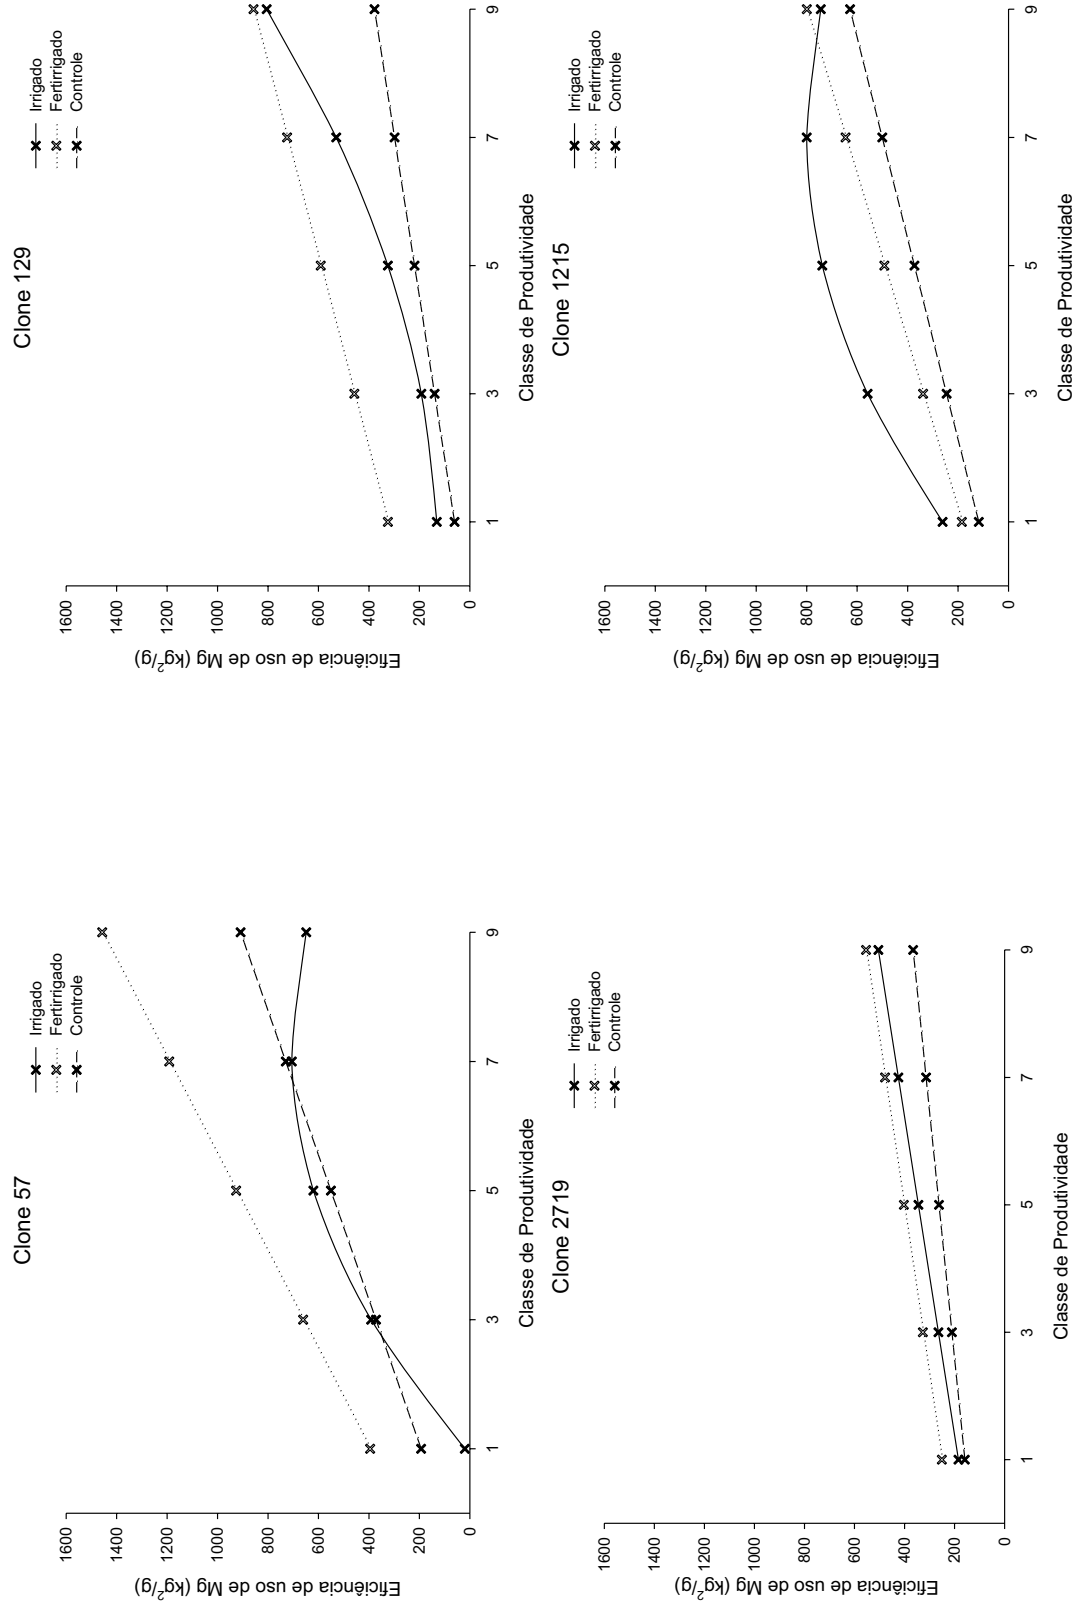 Clone 57
Irrigado
Fertirrigado
Controle
Eficiência de uso de Mg (kg²/g)
1600
1400
1200
1000
800
600
400
200
0
1
3
5
7
9
Classe de Produtividade
Clone 129
Irrigado
Fertirrigado
Controle
Eficiência de uso de Mg (kg²/g)
1600
1400
1200
1000
800
600
400
200
0
1
3
5
7
9
Classe de Produtividade
Clone 2719
Irrigado
Fertirrigado
Controle
Eficiência de uso de Mg (kg²/g)
1600
1400
1200
1000
800
600
400
200
0
1
3
5
7
9
Classe de Produtividade
Clone 1215
Irrigado
Fertirrigado
Controle
Eficiência de uso de Mg (kg²/g)
1600
1400
1200
1000
800
600
400
200
0
1
3
5
7
9
Classe de Produtividade